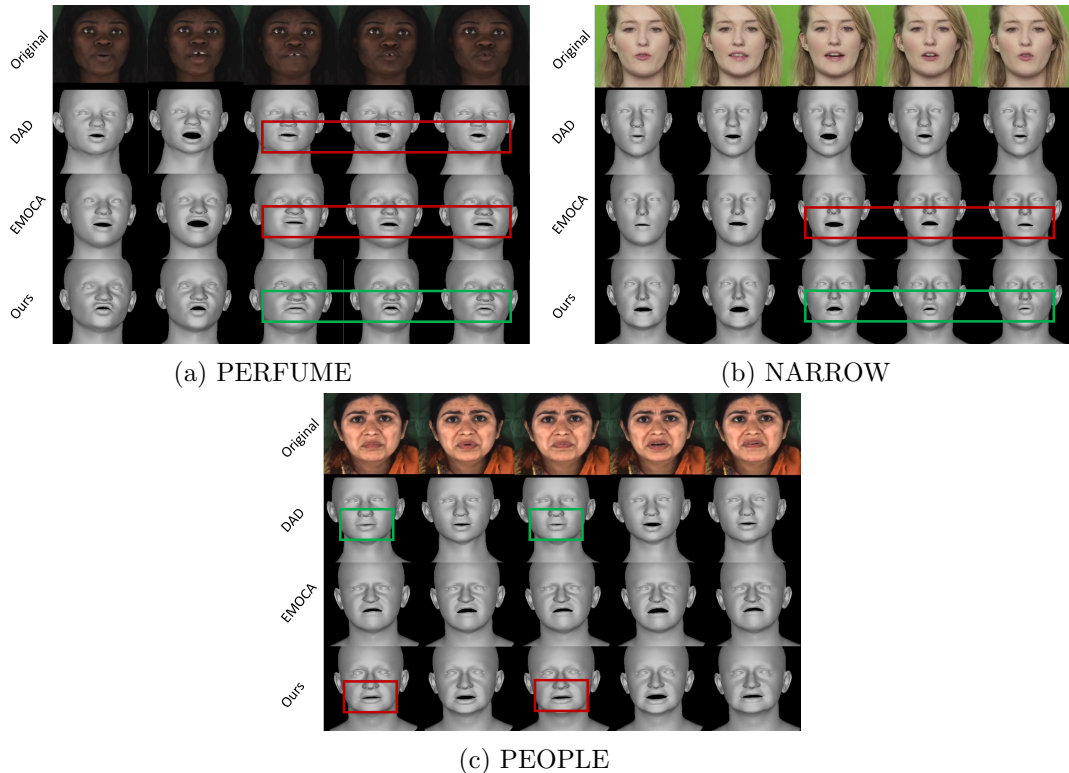 Original
DAD
EMOCA
Ours
(a) PERFUME
Original
DAD
EMOCA
Ours
(b) NARROW
Original
DAD
EMOCA
Ours
(c) PEOPLE